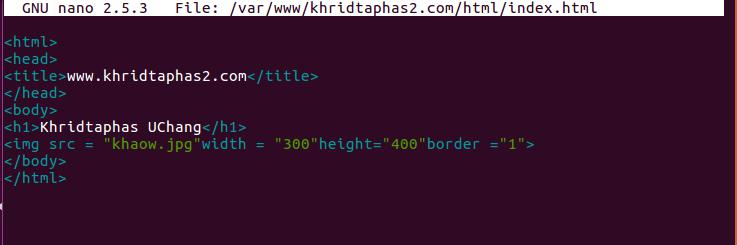 GNU nano 2.5.3   File: /var/www/khridtaphas2.com/html/index.html
<html>
<head>
<title>www.khridtaphas2.com</title>
</head>
<body>
<h1>Khridtaphas UChang</h1>
<img src = "khaow.jpg"width = "300"height="400"border ="1">
</body>
</html>